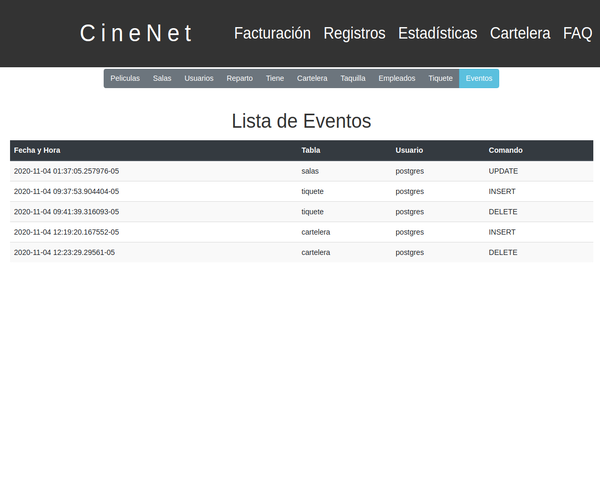 CineNet Facturación Registros Estadísticas Cartelera FAQ
Peliculas Salas Usuarios Reparto Tiene Cartelera Taquilla Empleados Tiquete Eventos
Lista de Eventos
Fecha y Hora Tabla Usuario Comando
2020-11-04 01:37:05.257976-05 salas postgres UPDATE
2020-11-04 09:37:53.904404-05 tiquete postgres INSERT
2020-11-04 09:41:39.316093-05 tiquete postgres DELETE
2020-11-04 12:19:20.167552-05 cartelera postgres INSERT
2020-11-04 12:23:29.29561-05 cartelera postgres DELETE